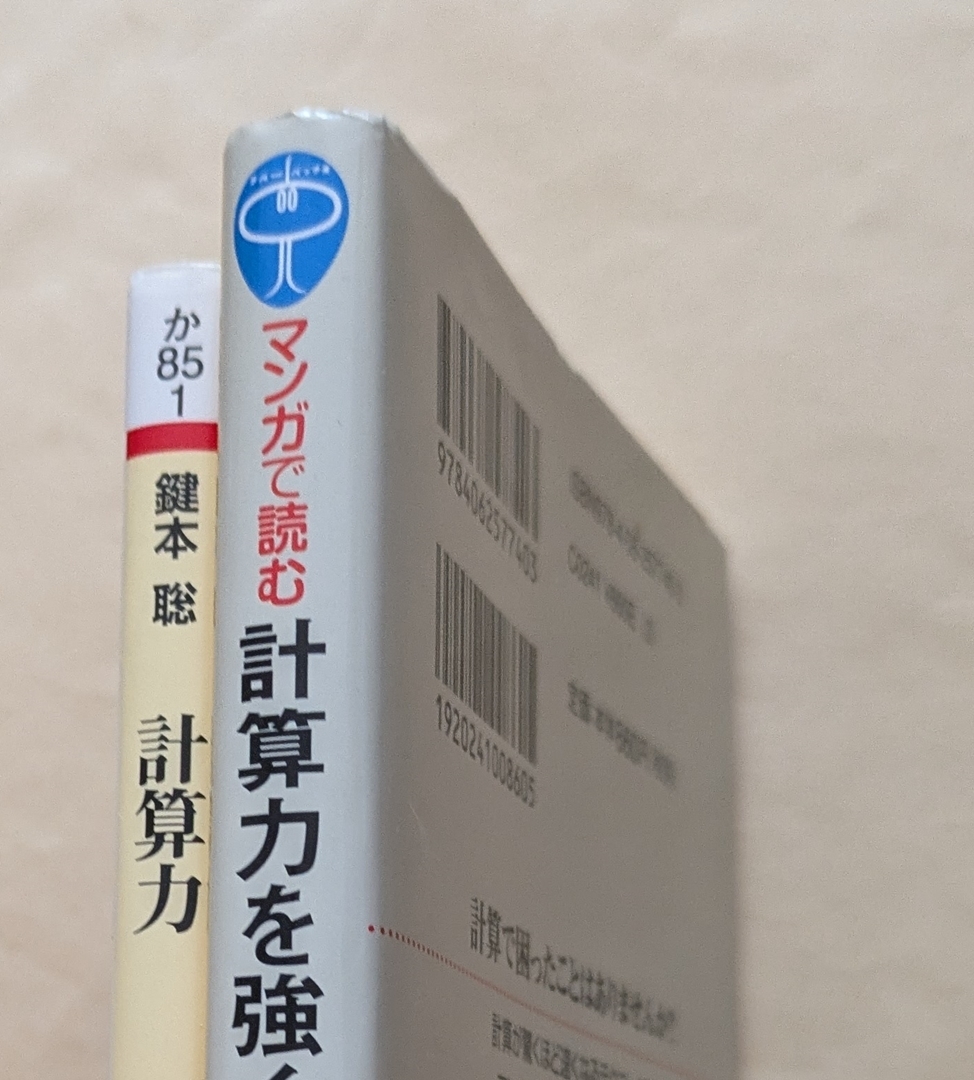 か
85
1
鍵本 聡
計算力
マンガで読む
計算力を強く
9784062577403
1920241008605
計算で困ったことはありませんか?